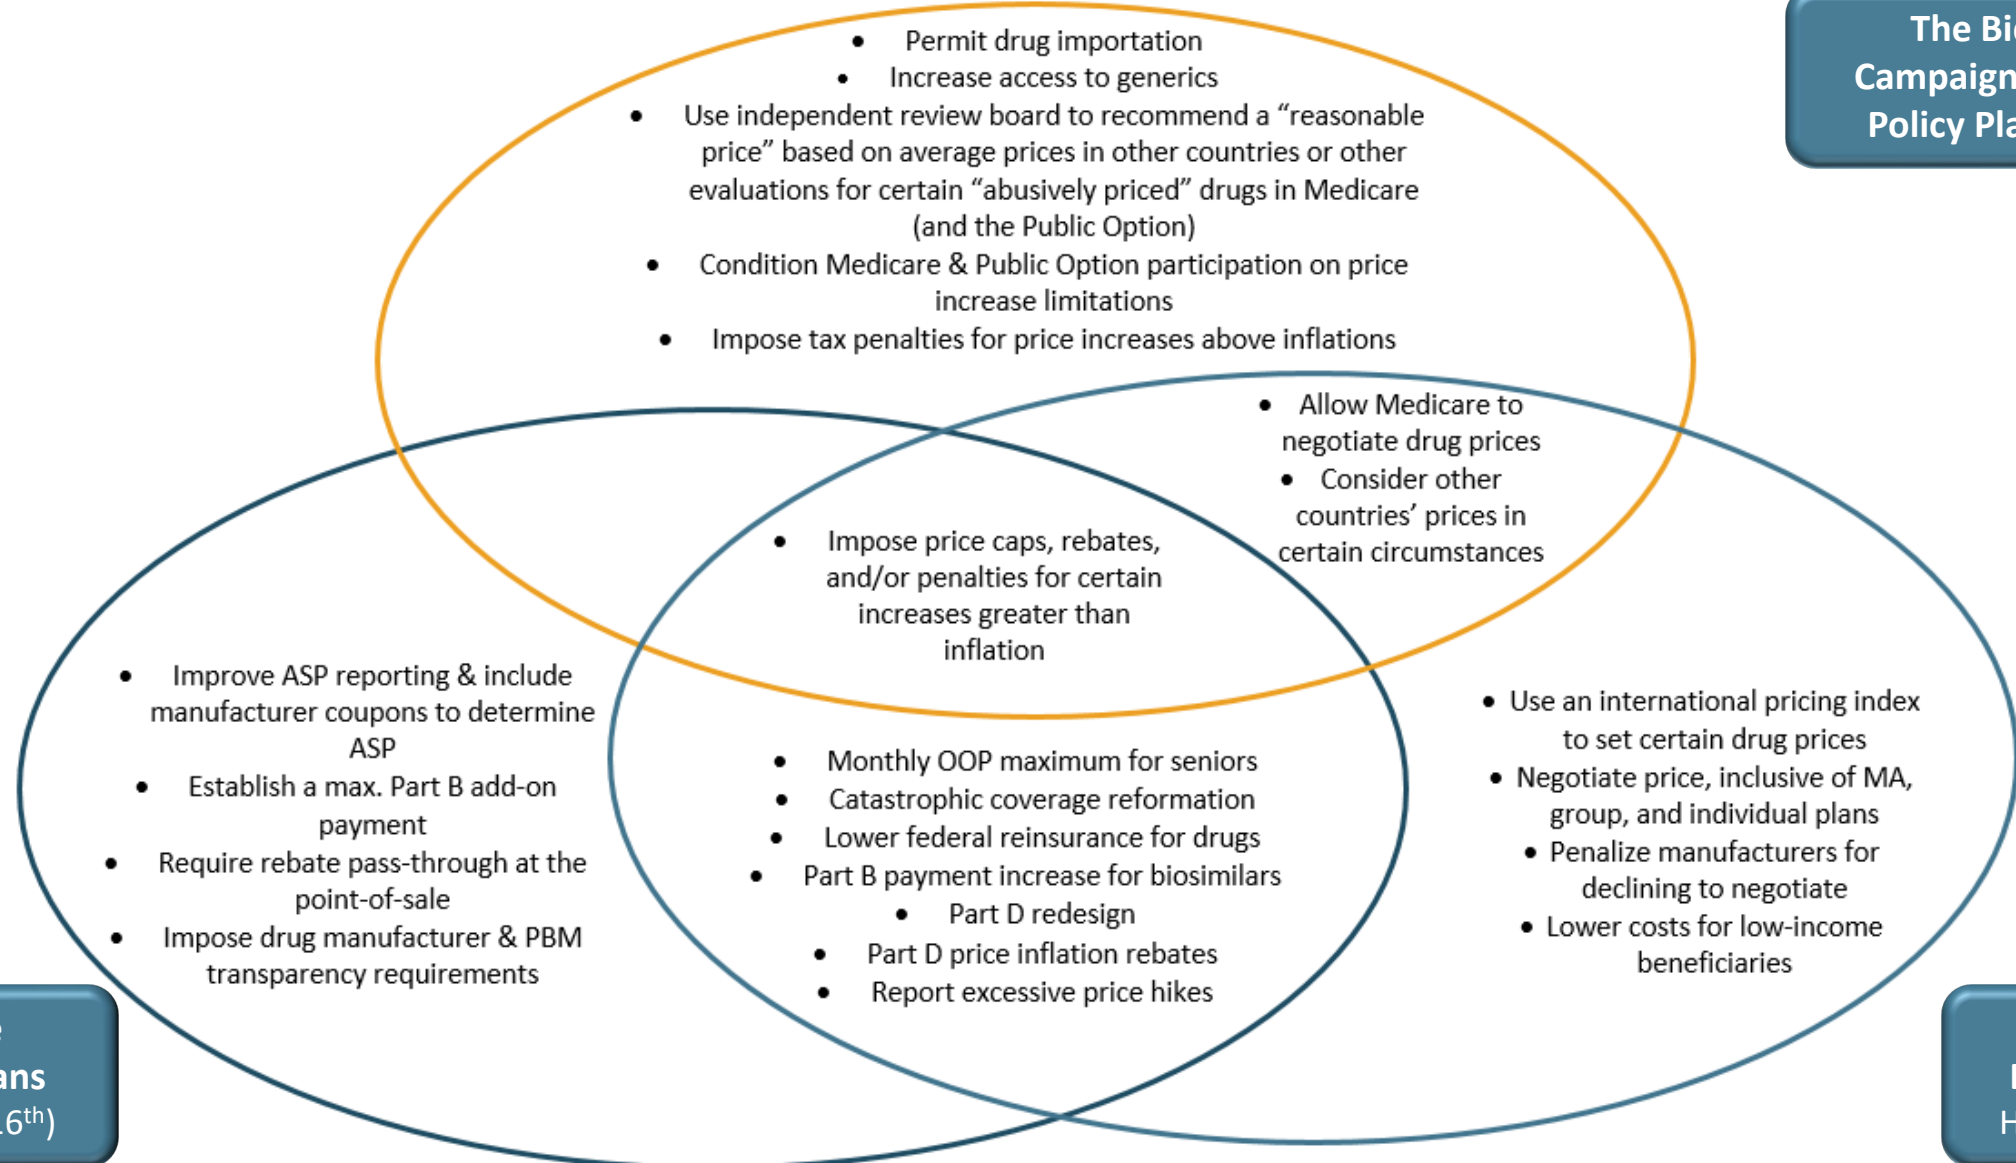 The Bi
Campaign
Policy Pla
• Permit drug importation
• Increase access to generics
• Use independent review board to recommend a “reasonable
price” based on average prices in other countries or other
evaluations for certain “abusively priced” drugs in Medicare
(and the Public Option)
• Condition Medicare & Public Option participation on price
increase limitations
• Impose tax penalties for price increases above inflations
• Allow Medicare to
negotiate drug prices
• Consider other
countries’ prices in
certain circumstances
• Impose price caps, rebates,
and/or penalties for certain
increases greater than
inflation
• Improve ASP reporting & include
manufacturer coupons to determine
ASP
• Establish a max. Part B add-on
payment
• Require rebate pass-through at the
point-of-sale
• Impose drug manufacturer & PBM
transparency requirements
• Monthly OOP maximum for seniors
• Catastrophic coverage reformation
• Lower federal reinsurance for drugs
• Part B payment increase for biosimilars
• Part D redesign
• Part D price inflation rebates
• Report excessive price hikes
• Use an international pricing index
to set certain drug prices
• Negotiate price, inclusive of MA,
group, and individual plans
• Penalize manufacturers for
declining to negotiate
• Lower costs for low-income
beneficiaries
ans
6th)
H